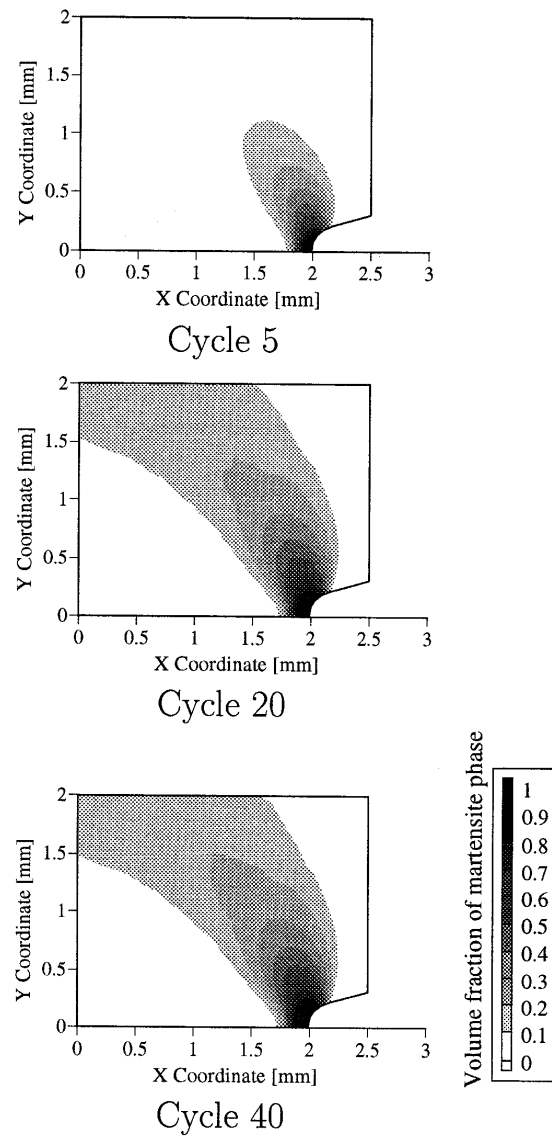 2
1.5
1
0.5
0
Y Coordinate [mm]
0 0.5 1 1.5 2 2.5 3
X Coordinate [mm]
Cycle 5
2
1.5
1
0.5
0
Y Coordinate [mm]
0 0.5 1 1.5 2 2.5 3
X Coordinate [mm]
Cycle 20
2
1.5
1
0.5
0
Y Coordinate [mm]
0 0.5 1 1.5 2 2.5 3
X Coordinate [mm]
Cycle 40
Volume fraction of martensite phase
1
0.9
0.8
0.7
0.6
0.5
0.4
0.3
0.2
0.1
0